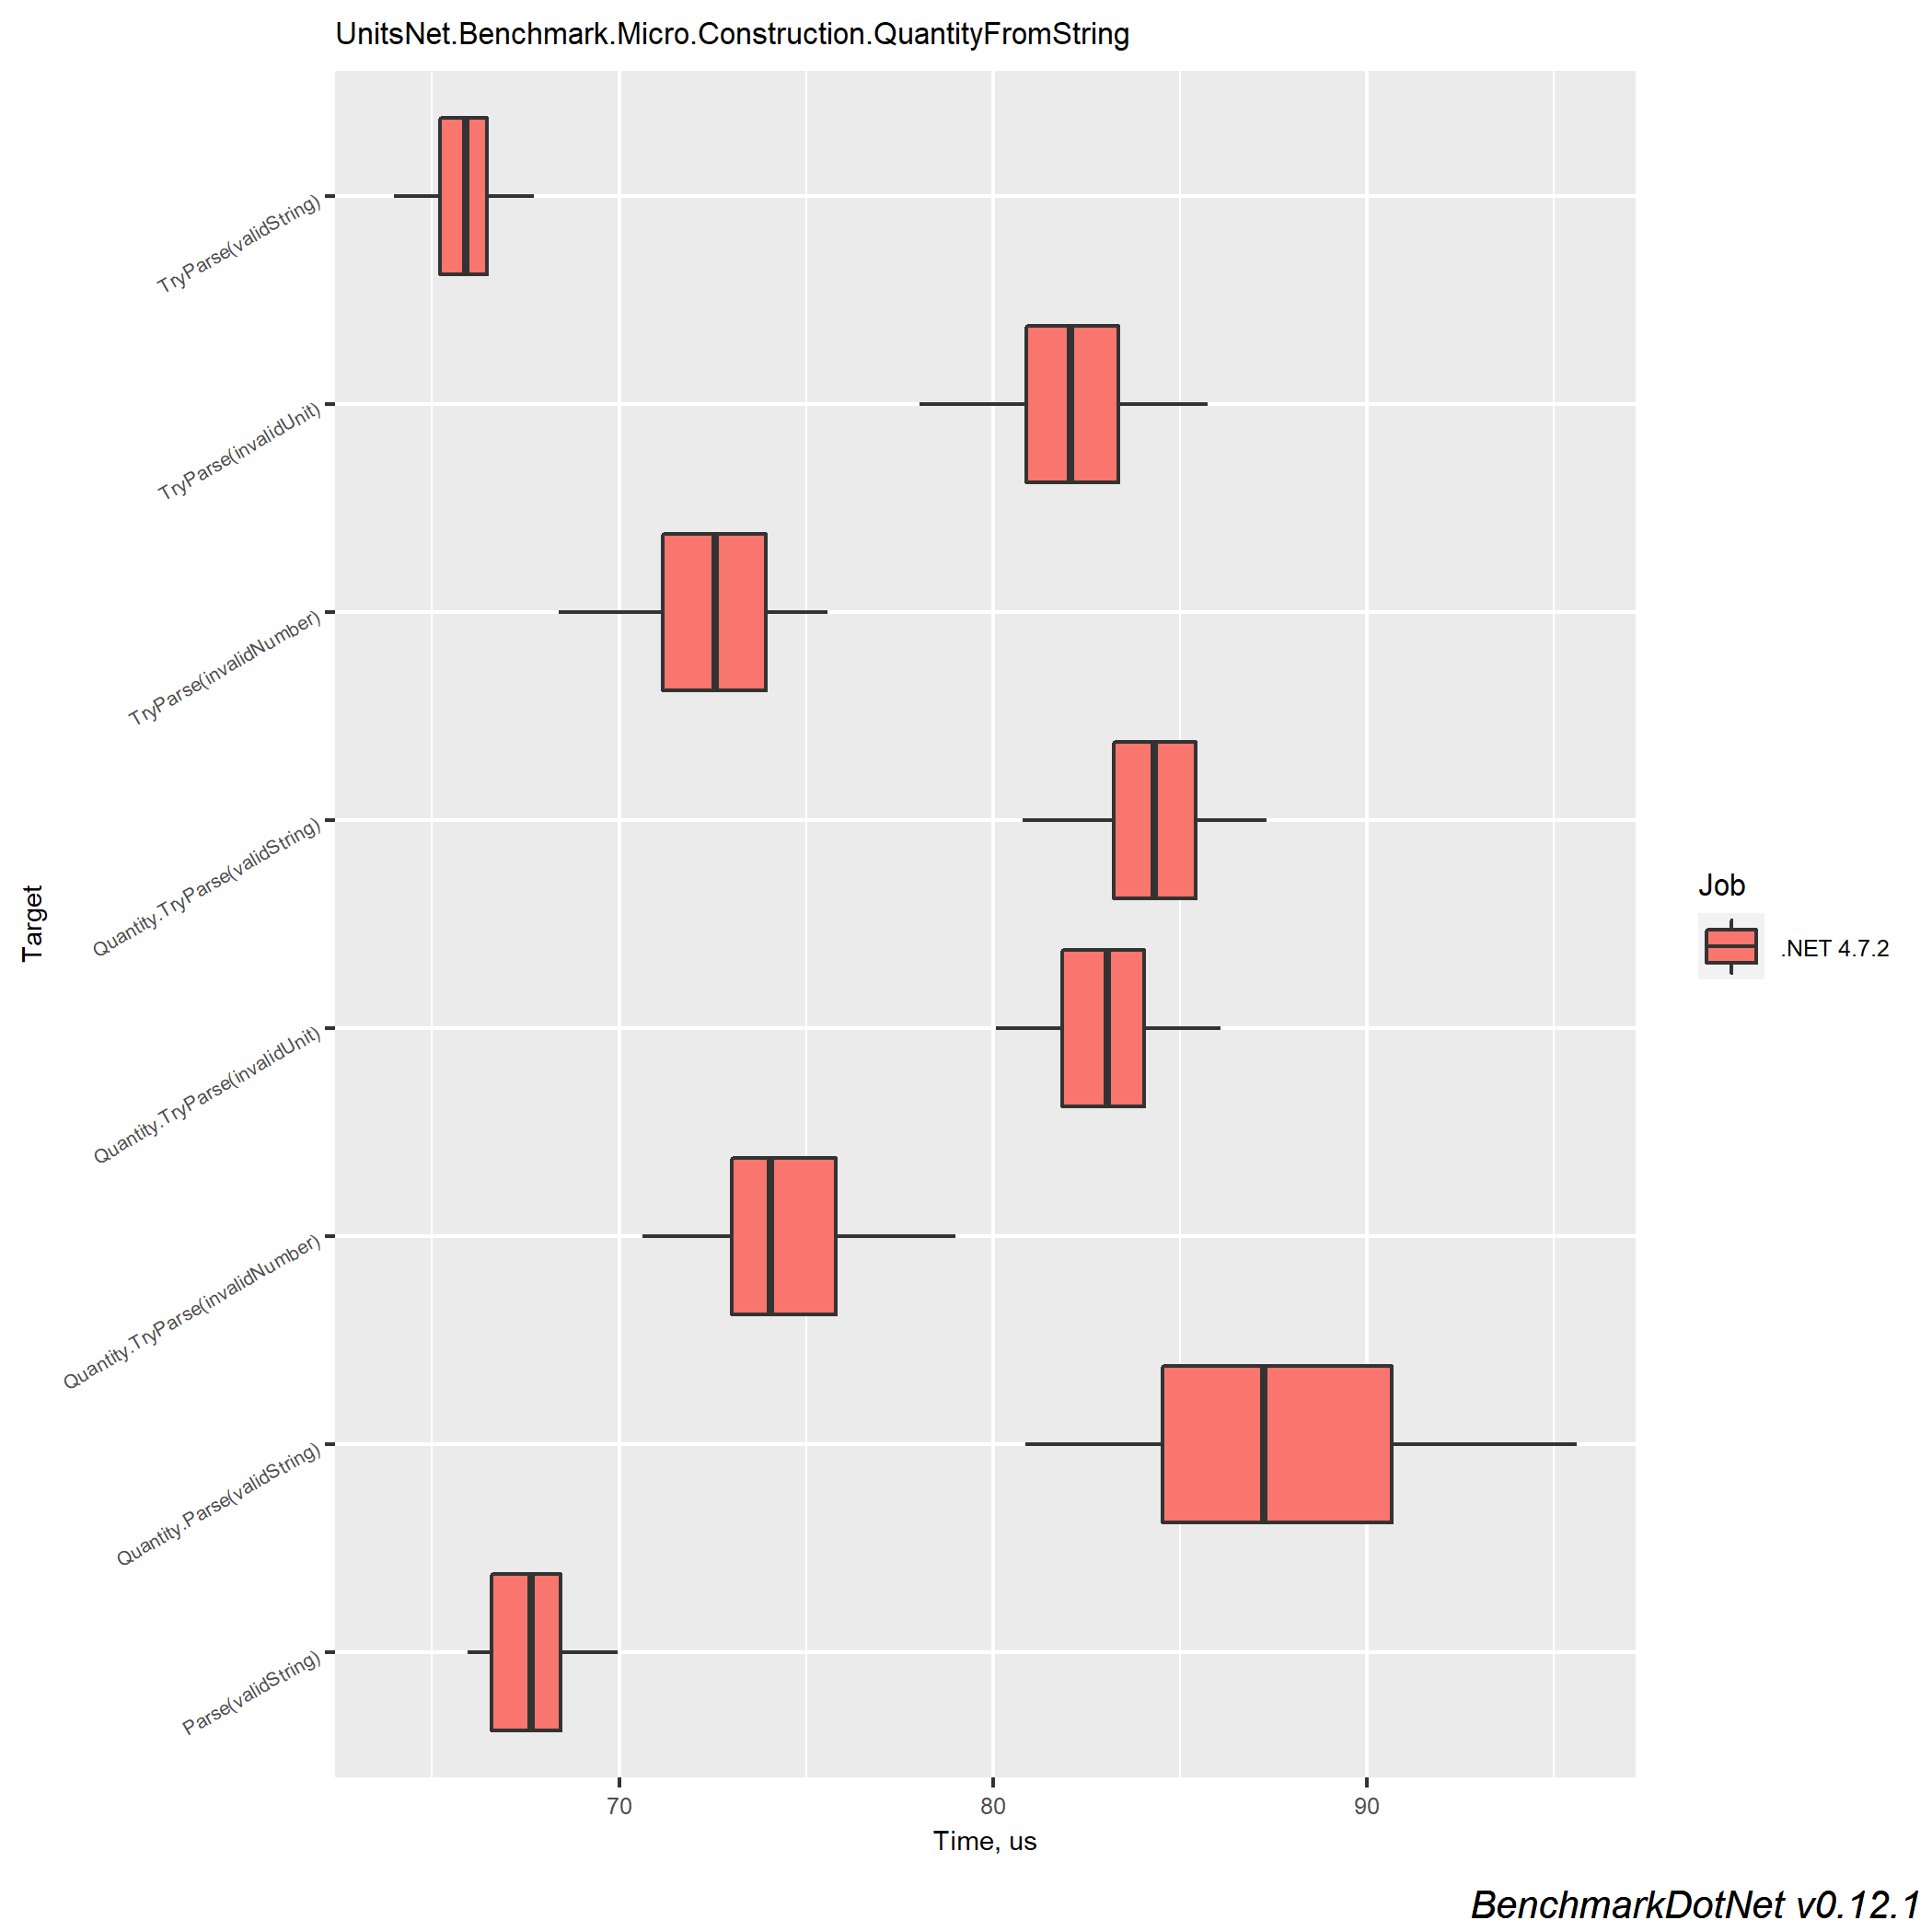 UnitsNet.Benchmark.Micro.Construction.QuantityFromString
TryParse(validString)
TryParse(invalidUnit)
TryParse(invalidNumber)
Quantity.TryParse(validString)
Quantity.TryParse(invalidUnit)
Quantity.TryParse(invalidNumber)
Quantity.Parse(validString)
Parse(validString)
Target
70 80 90
Time, us
Job
.NET 4.7.2
BenchmarkDotNet v0.12.1